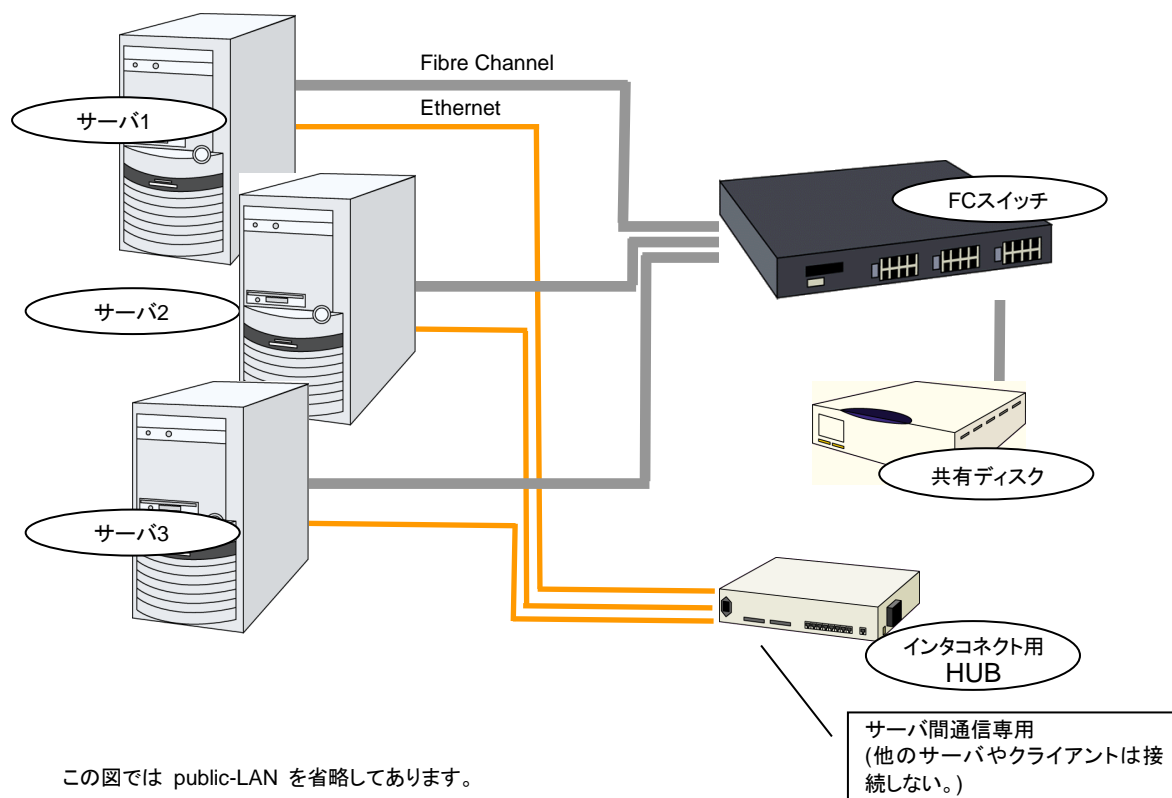 Fibre Channel
Ethernet
サーバ1
FCスイッチ
サーバ2
共有ディスク
サーバ3
インタコネクト用
HUB
サーバ間通信専用
(他のサーバやクライアントは接
続しない。)
この図では public-LAN を省略してあります。